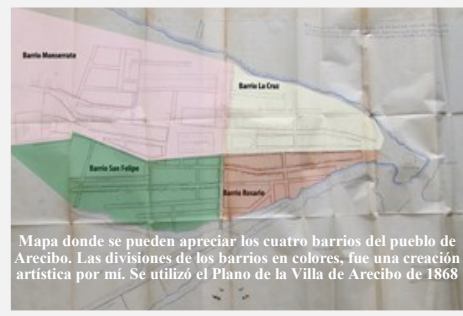 Barrio Monserrate
Barrio La Cruz
Barrio San Felipe
Barrio Rosario
Mapa donde se pueden apreciar los cuatro barrios del pueblo de
Arecibo. Las divisiones de los barrios en colores, fue una creación
artística por mí. Se utilizó el Plano de la Villa de Arecibo de 1868